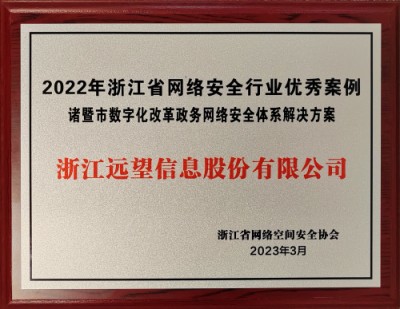 2022年浙江省网络安全行业优秀案例
诸暨市数字化改革政务网络安全体系解决方案
浙江远望信息股份有限公司
浙江省网络空间安全协会
2023年3月